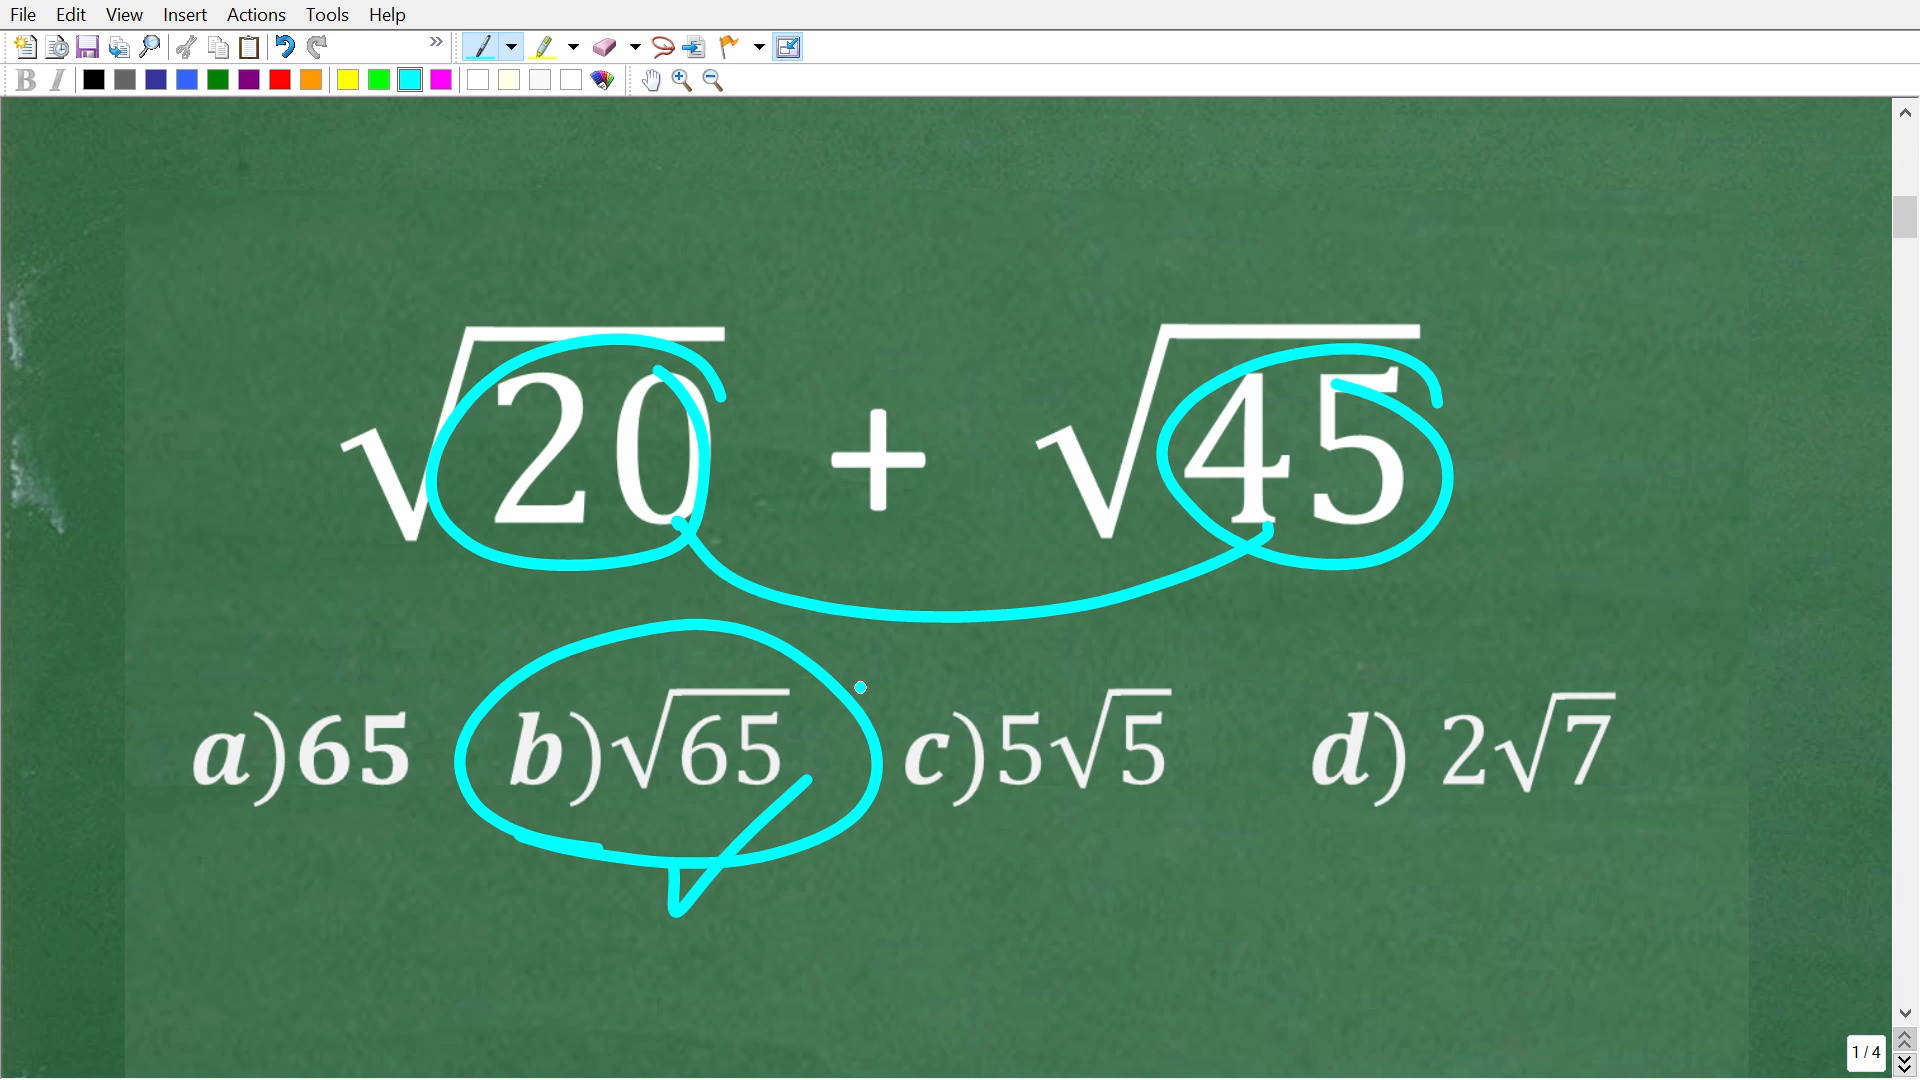 File Edit View Insert Actions Tools Help
B I
√20 + √45
a)65 b)√65 c)5√5 d) 2√7
1 / 4